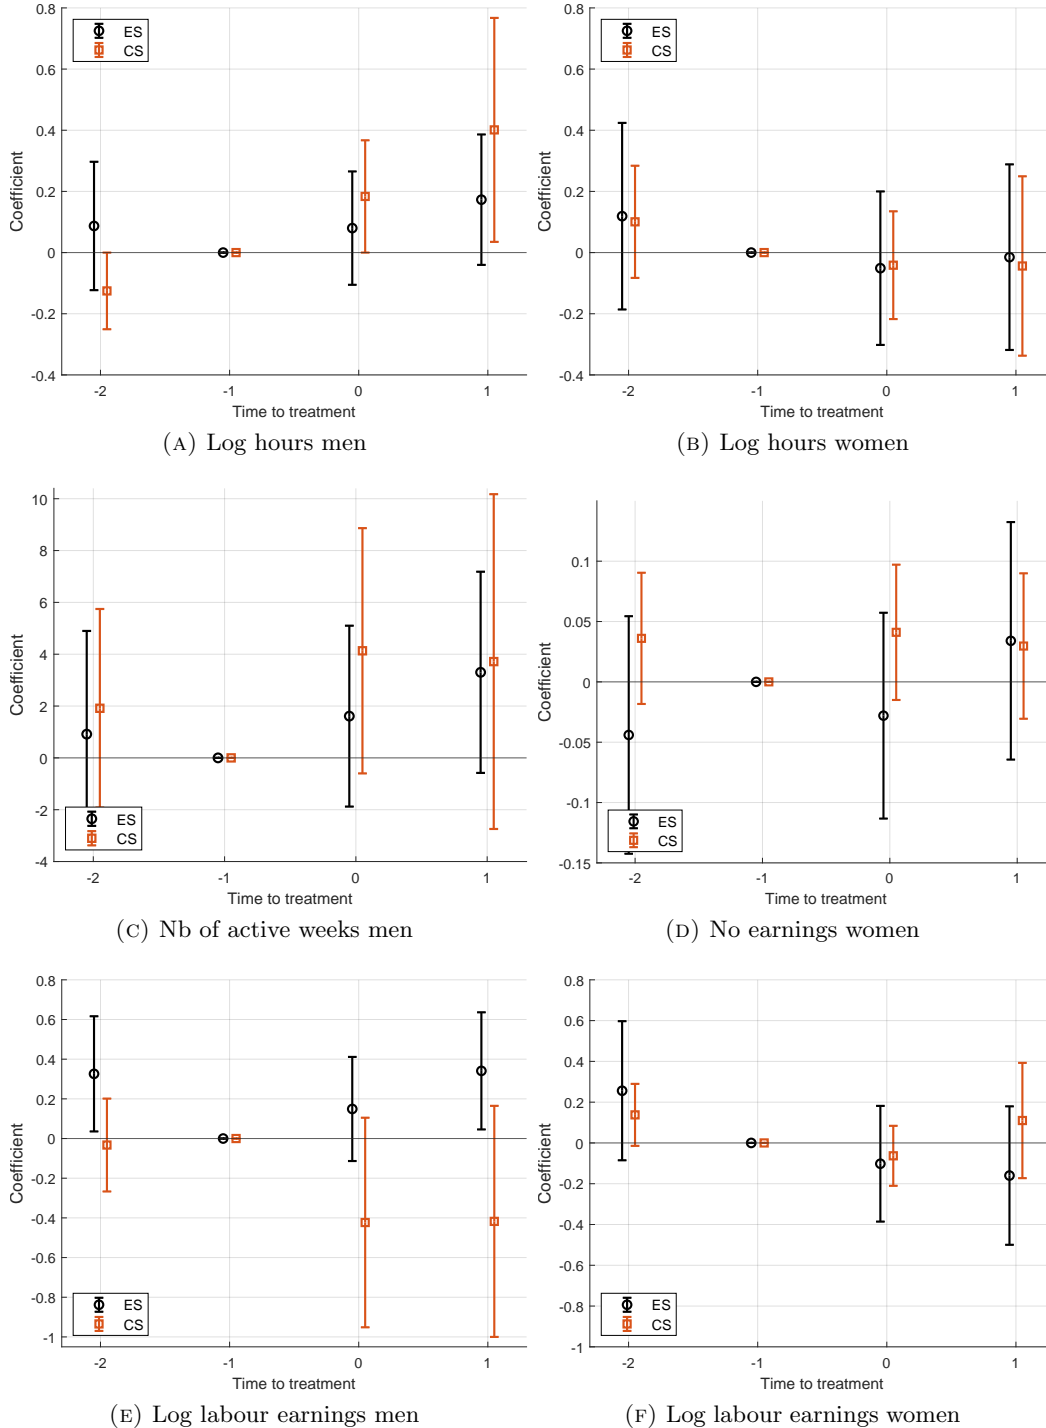 0.8
0.6
0.4
0.2
0
-0.2
-0.4
Coefficient
ES
CS
-2
-1
0
1
Time to treatment
(A) Log hours men
0.8
0.6
0.4
0.2
0
-0.2
-0.4
Coefficient
ES
CS
-2
-1
0
1
Time to treatment
(B) Log hours women
10
8
6
4
2
0
-2
-4
Coefficient
ES
CS
-2
-1
0
1
Time to treatment
(C) Nb of active weeks men
0.1
0.05
0
-0.05
-0.1
-0.15
Coefficient
ES
CS
-2
-1
0
1
Time to treatment
(D) No earnings women
0.8
0.6
0.4
0.2
0
-0.2
-0.4
-0.6
-0.8
-1
Coefficient
ES
CS
-2
-1
0
1
Time to treatment
(E) Log labour earnings men
0.8
0.6
0.4
0.2
0
-0.2
-0.4
-0.6
-0.8
-1
Coefficient
ES
CS
-2
-1
0
1
Time to treatment
(F) Log labour earnings women